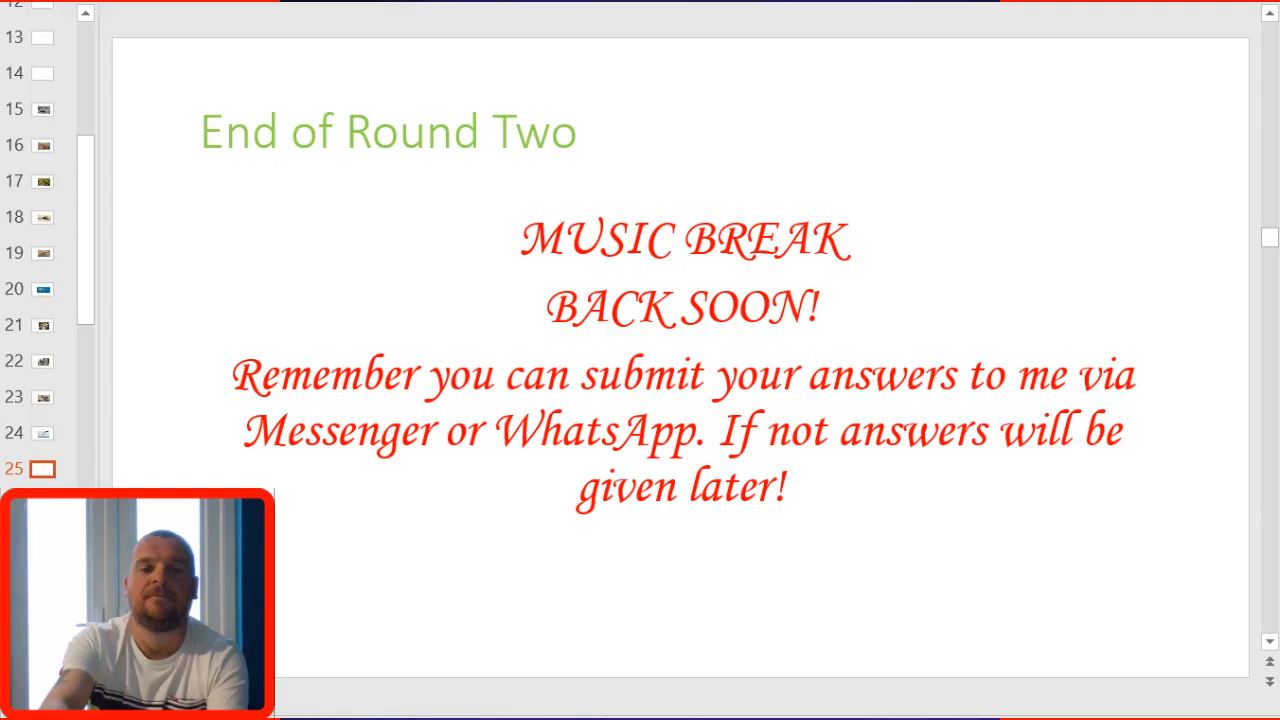 12
13
14
15
16
17
18
19
20
21
22
23
24
25
End of Round Two
MUSIC BREAK
BACK SOON!
Remember you can submit your answers to me via
Messenger or WhatsApp. If not answers will be
given later!